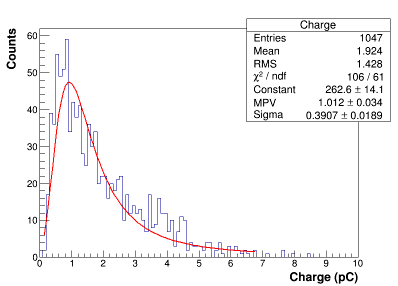 Charge
Entries 1047
Mean 1.924
RMS 1.428
χ² / ndf 106 / 61
Constant 262.6 ± 14.1
MPV 1.012 ± 0.034
Sigma 0.3907 ± 0.0189
Counts
60
50
40
30
20
10
0
0 1 2 3 4 5 6 7 8 9 10
Charge (pC)